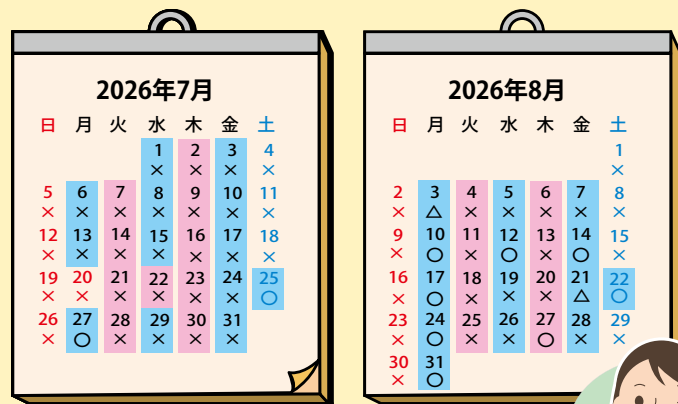 2026年7月
日 月 火 水 木 金 土
1 2 3 4
× × × ×
5 6 7 8 9 10 11
× × × × × × ×
12 13 14 15 16 17 18
× × × × × × ×
19 20 21 22 23 24 25
× × × × × × ○
26 27 28 29 30 31
× ○ × × × ×
2026年8月
日 月 火 水 木 金 土
1
×
2 3 4 5 6 7 8
× △ × × × × ×
9 10 11 12 13 14 15
× ○ × ○ × ○ ×
16 17 18 19 20 21 22
× ○ × × × △ ○
23 24 25 26 27 28 29
× ○ × × ○ × ×
30 31
× ○